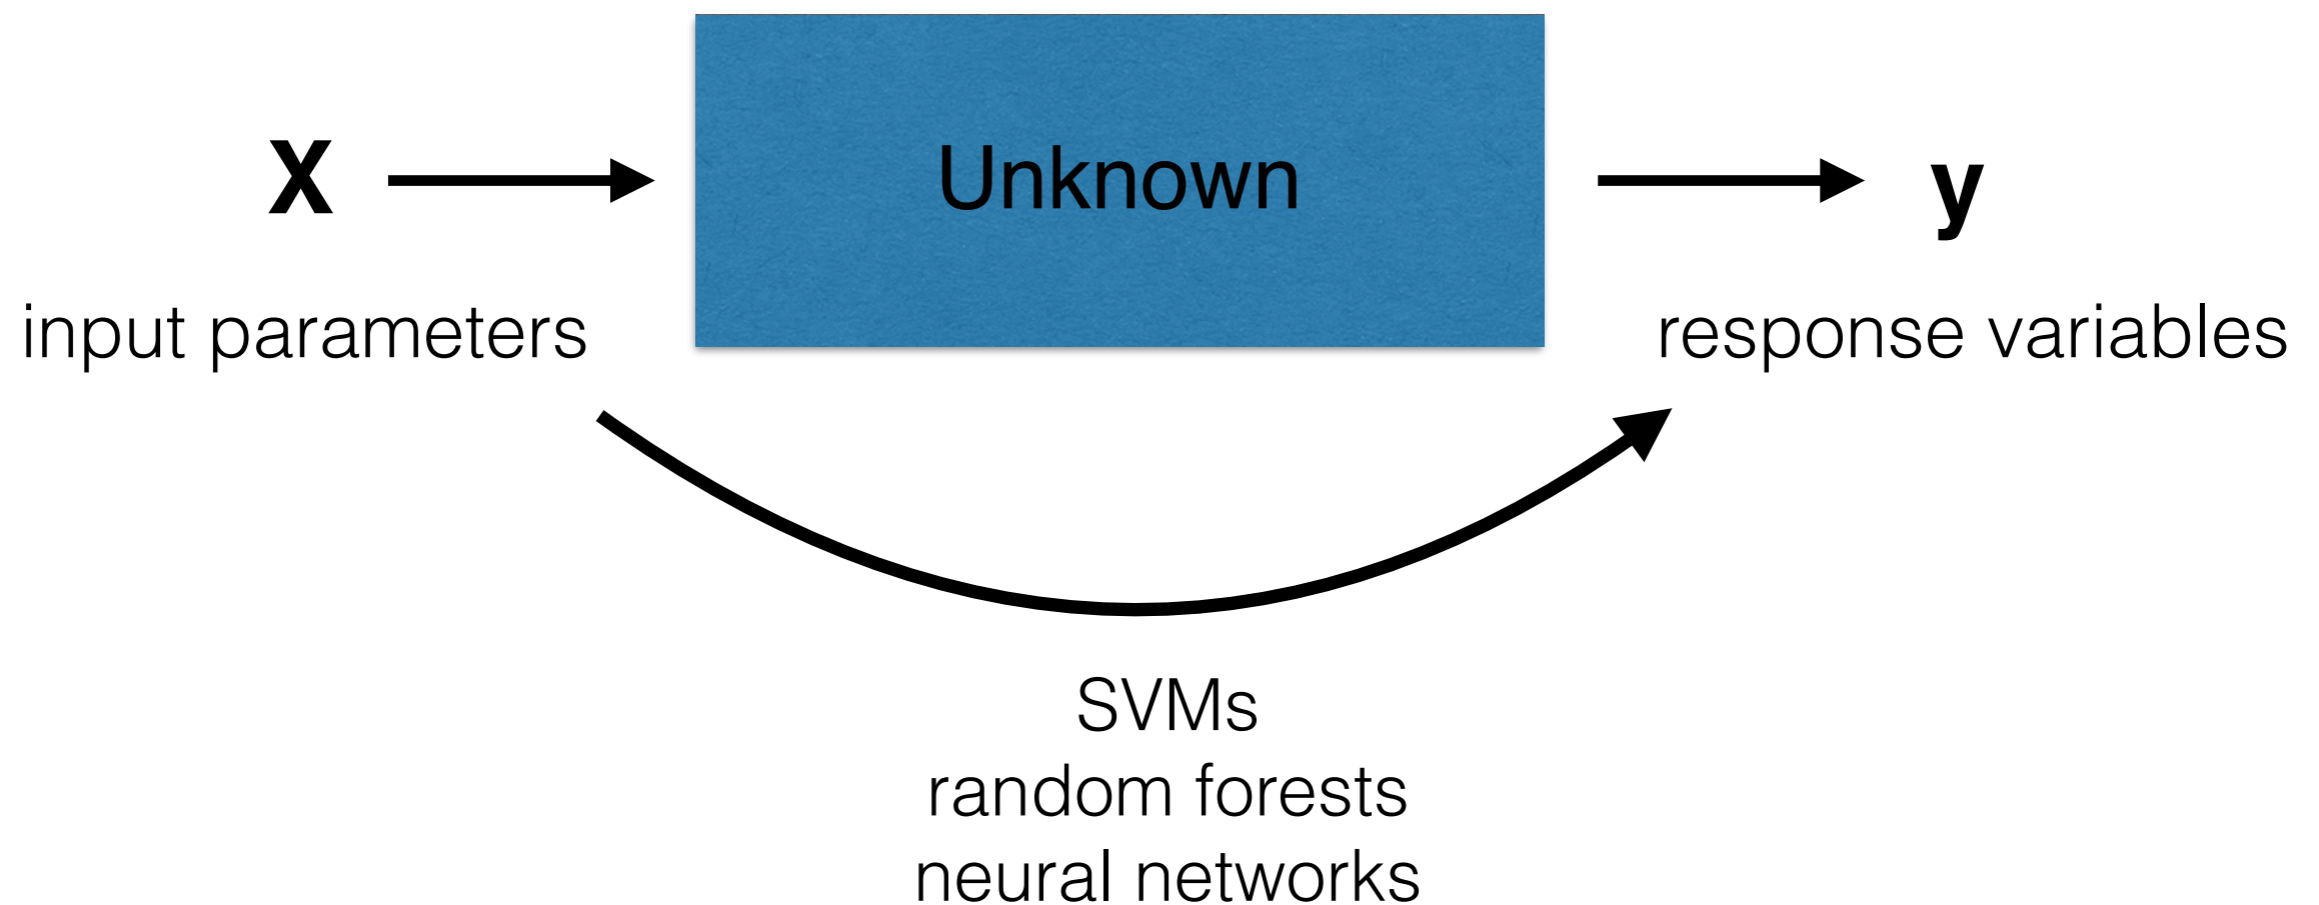 X
Unknown
y
input parameters
response variables
SVMs
random forests
neural networks